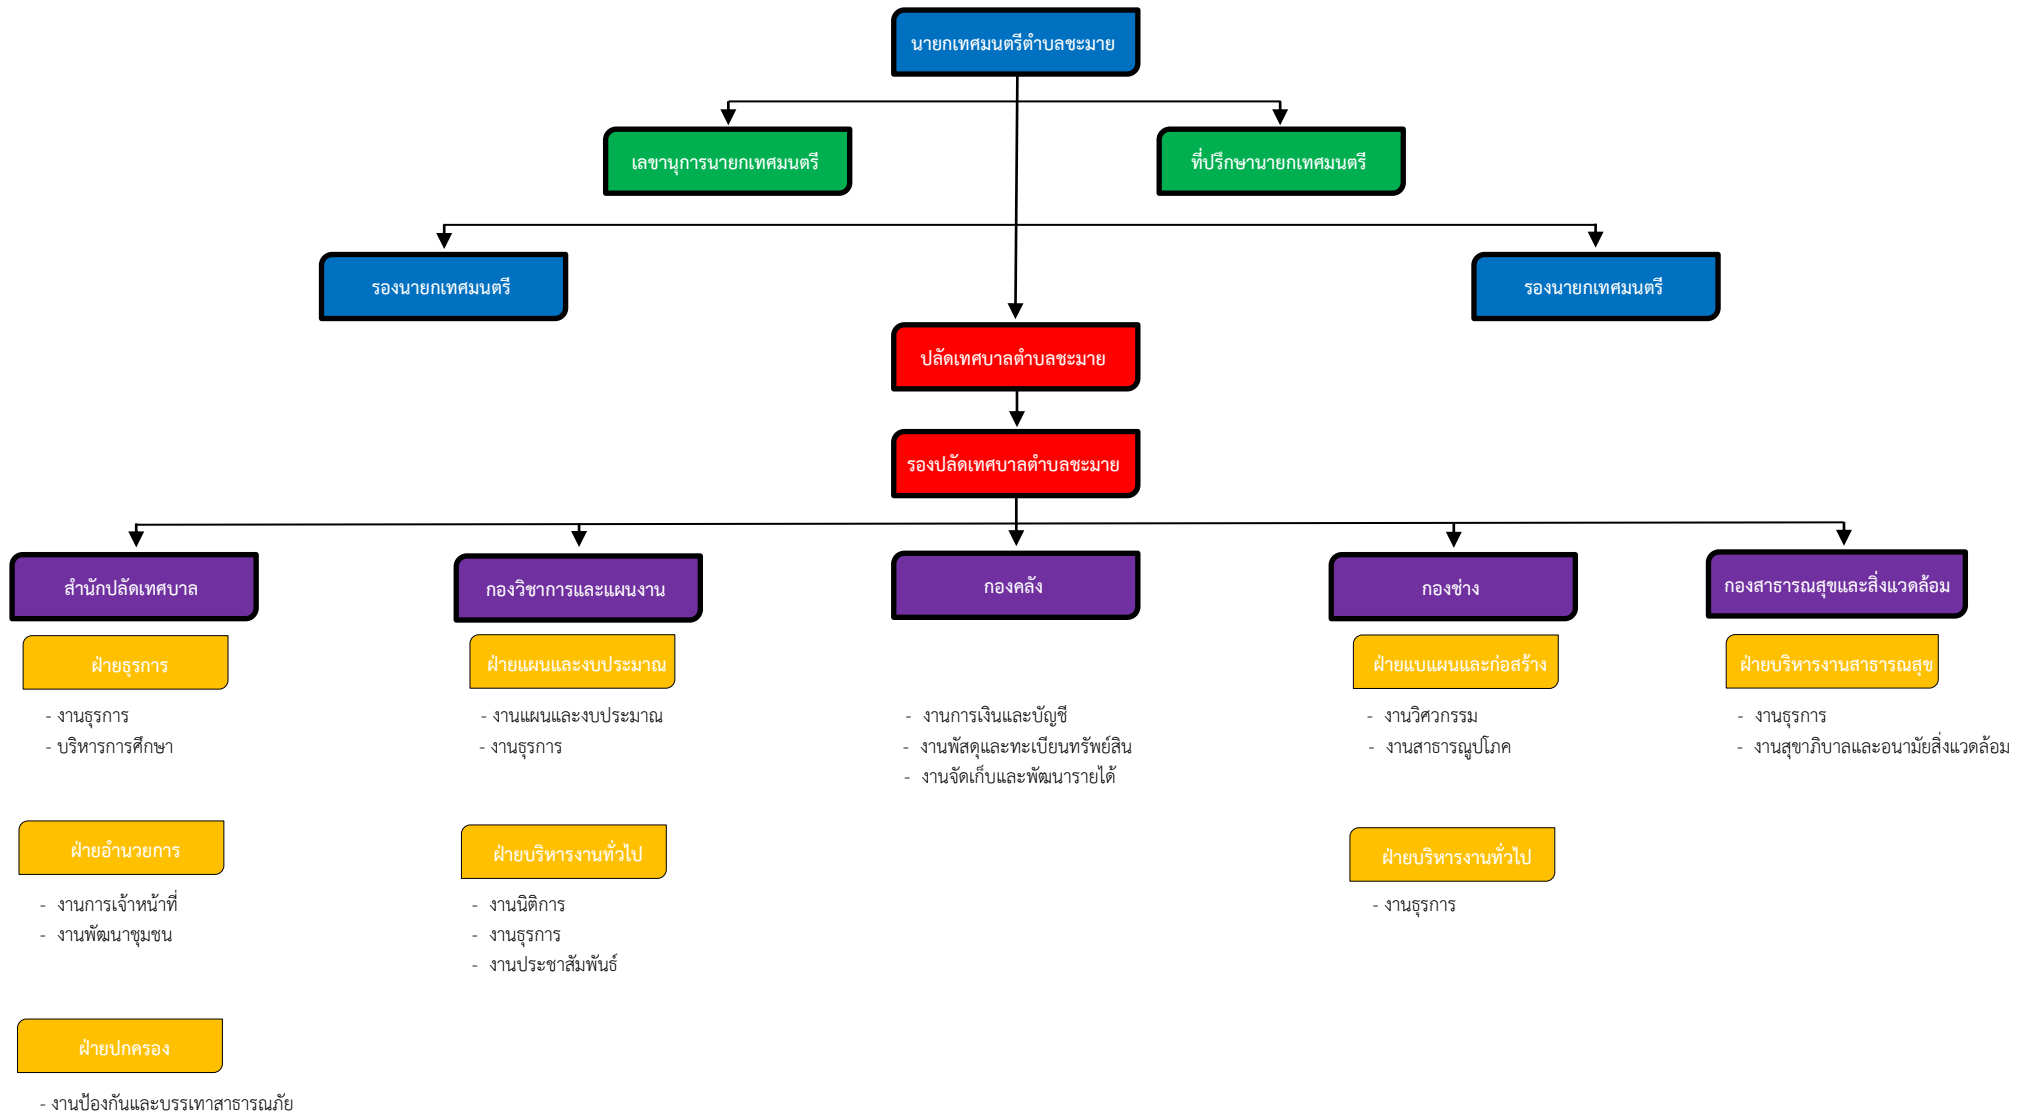 นายกเทศมนตรีตำบลชะมาย
เลขานุการนายกเทศมนตรี
ที่ปรึกษานายกเทศมนตรี
รองนายกเทศมนตรี
รองนายกเทศมนตรี
ปลัดเทศบาลตำบลชะมาย
รองปลัดเทศบาลตำบลชะมาย
สำนักปลัดเทศบาล
ฝ่ายธุรการ
- งานธุรการ
- บริหารการศึกษา
ฝ่ายอำนวยการ
- งานการเจ้าหน้าที่
- งานพัฒนาชุมชน
ฝ่ายปกครอง
- งานป้องกันและบรรเทาสาธารณภัย
กองวิชาการและแผนงาน
ฝ่ายแผนและงบประมาณ
- งานแผนและงบประมาณ
- งานธุรการ
ฝ่ายบริหารงานทั่วไป
- งานนิติการ
- งานธุรการ
- งานประชาสัมพันธ์
กองคลัง
- งานการเงินและบัญชี
- งานพัสดุและทะเบียนทรัพย์สิน
- งานจัดเก็บและพัฒนารายได้
กองช่าง
ฝ่ายแบแผนและก่อสร้าง
- งานวิศวกรรม
- งานสาธารณูปโภค
ฝ่ายบริหารงานทั่วไป
- งานธุรการ
กองสาธารณสุขและสิ่งแวดล้อม
ฝ่ายบริหารงานสาธารณสุข
- งานธุรการ
- งานสุขาภิบาลและอนามัยสิ่งแวดล้อม